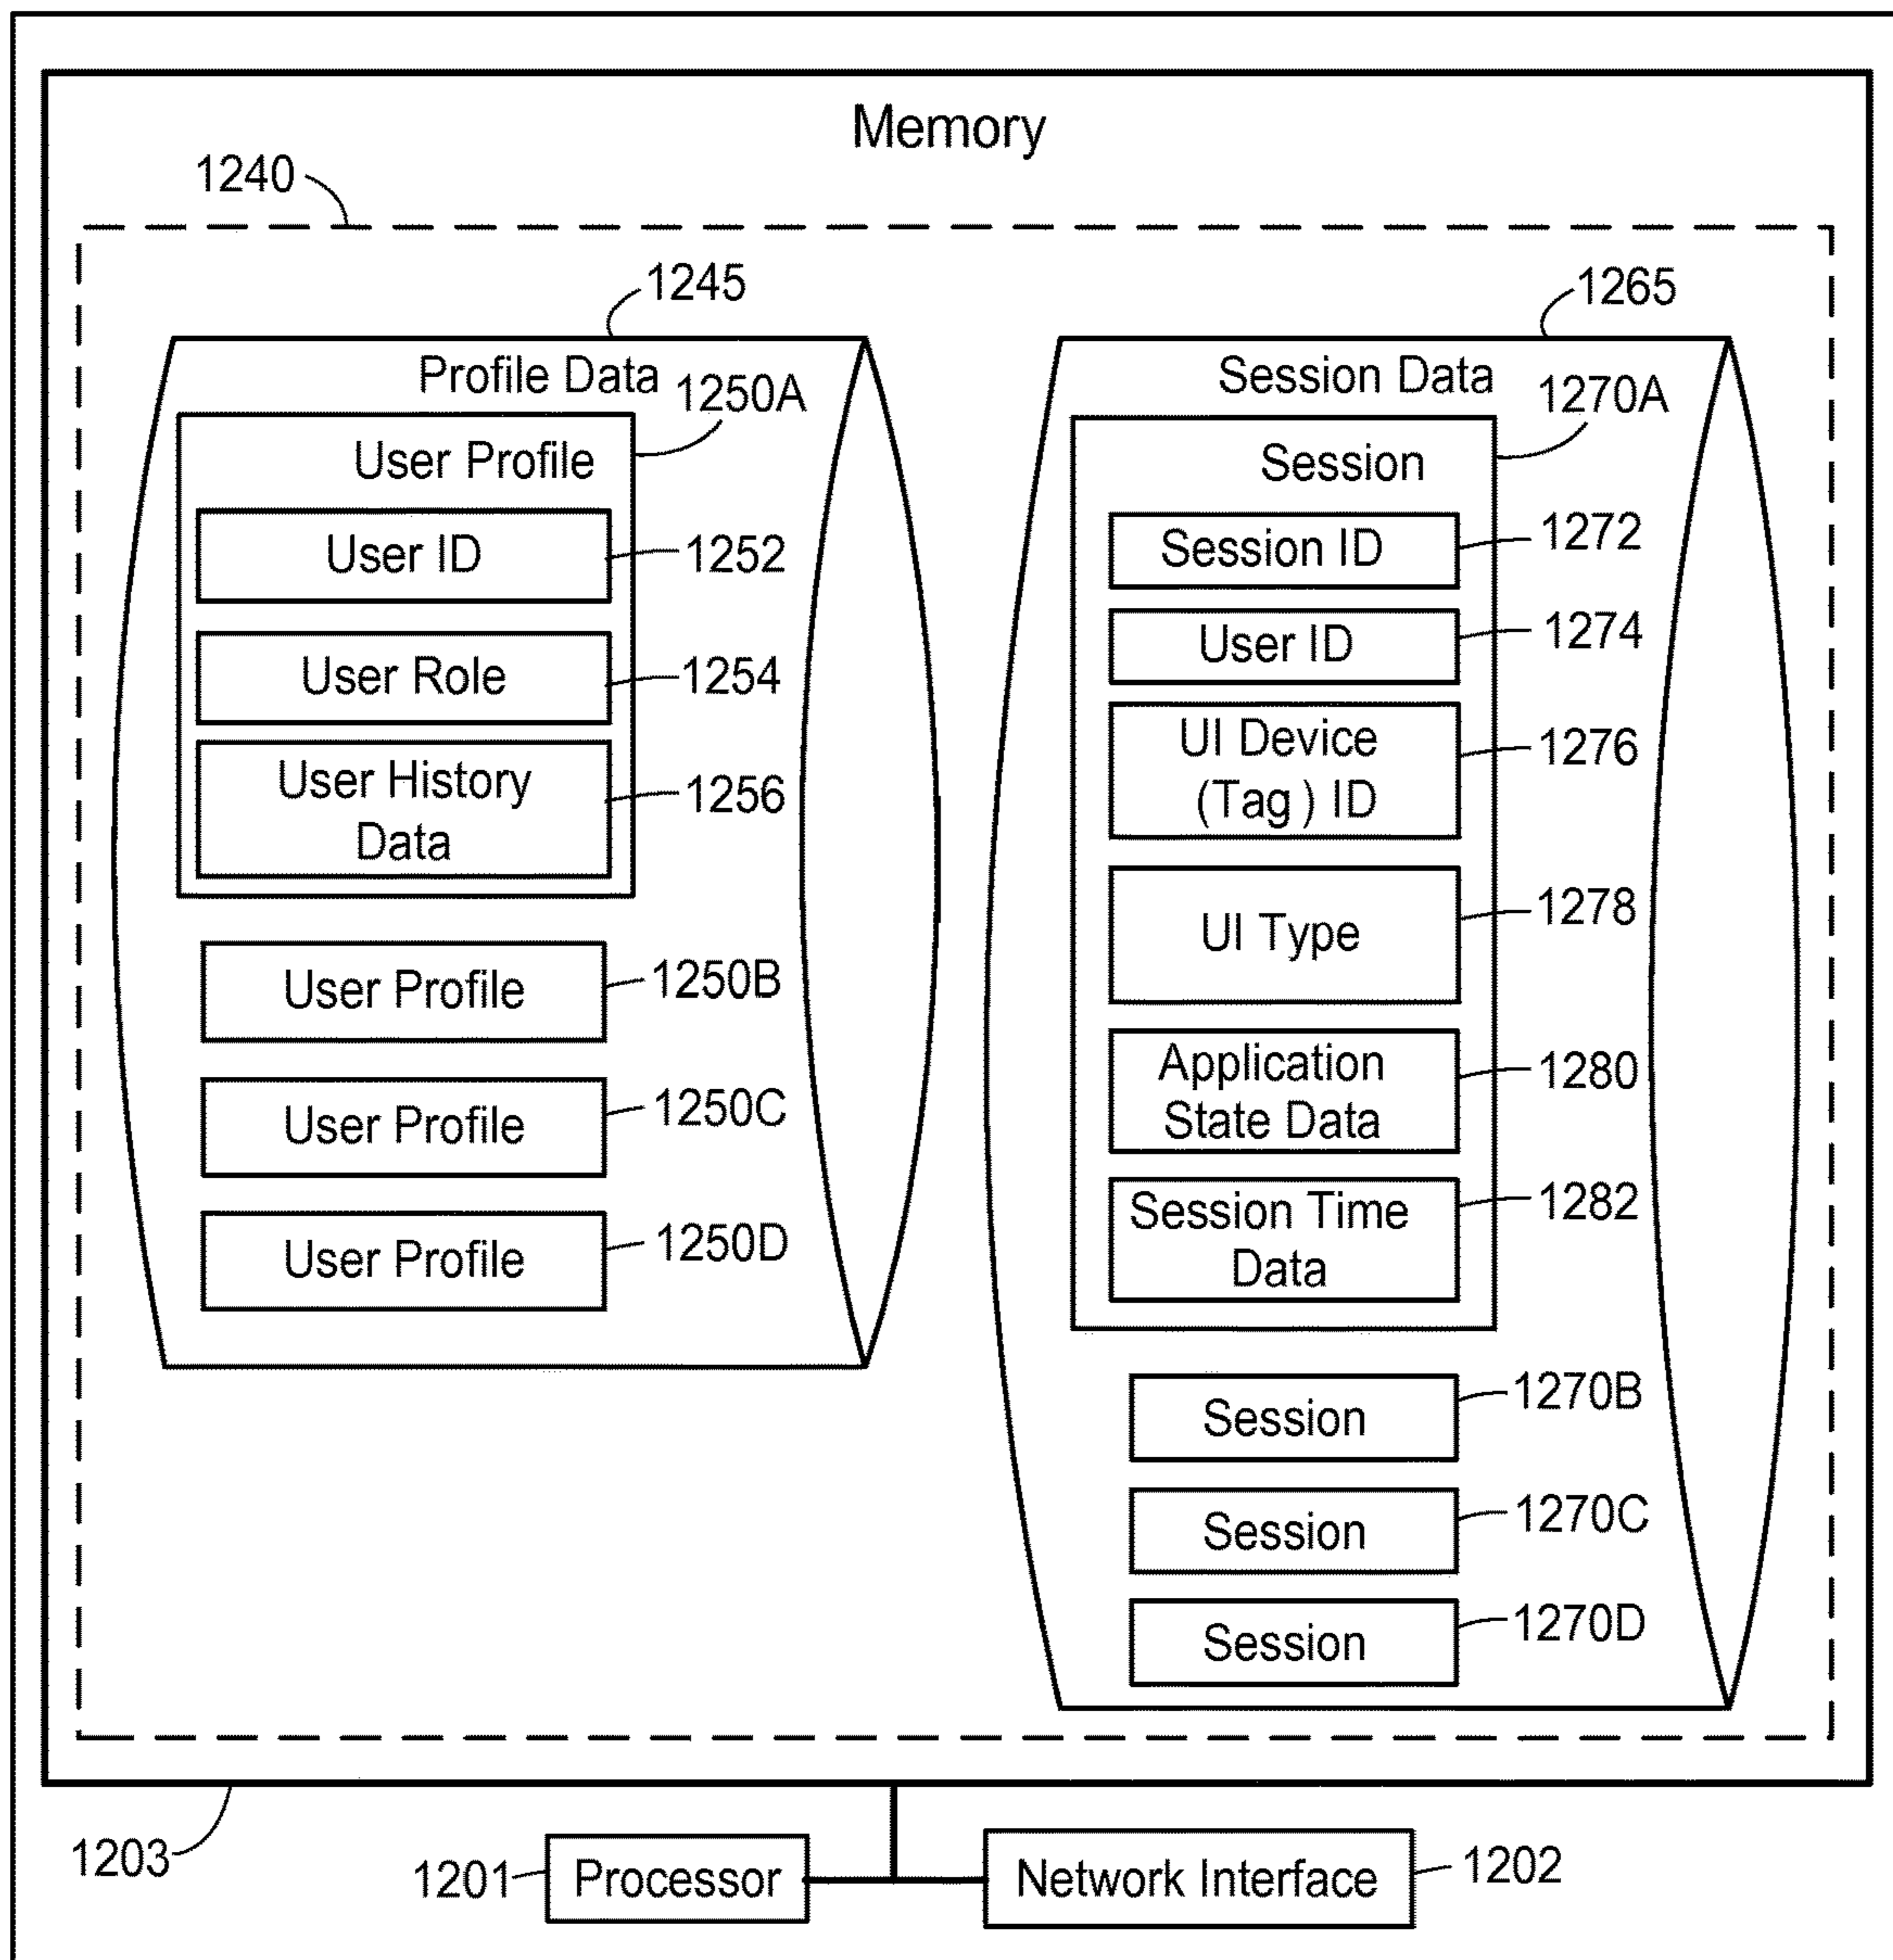 Memory
1240
1245
1265
Profile Data
1250A
User Profile
User ID
1252
User Role
1254
User History
Data
1256
User Profile
1250B
User Profile
1250C
User Profile
1250D
Session Data
1270A
Session
Session ID
1272
User ID
1274
UI Device
(Tag ) ID
1276
UI Type
1278
Application
State Data
1280
Session Time
Data
1282
Session
1270B
Session
1270C
Session
1270D
1203
1201
Processor
Network Interface
1202